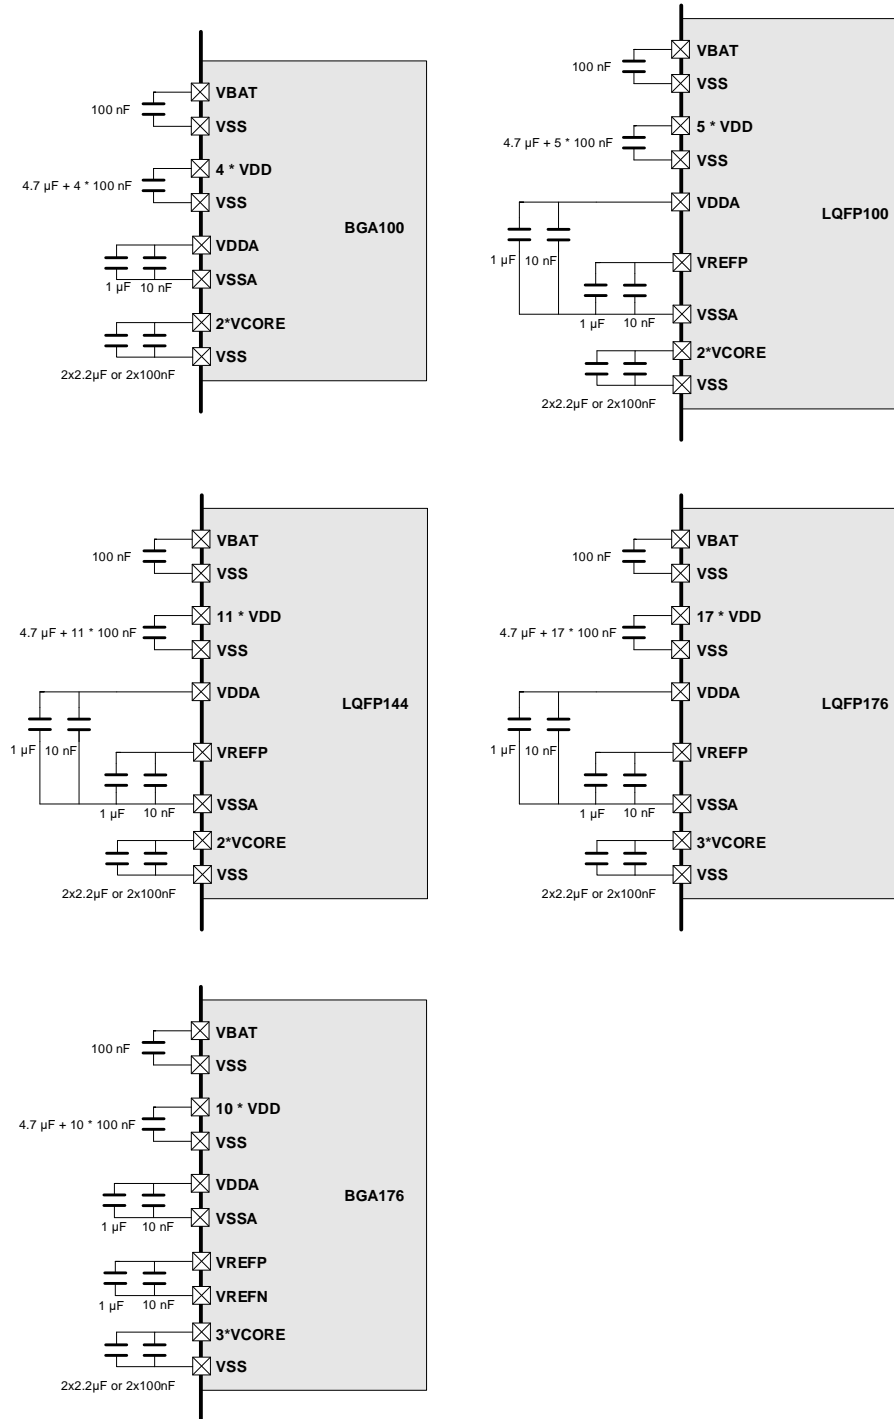 VBAT
100 nF
VSS
4 * VDD
4.7 µF + 4 * 100 nF
VSS
BGA100
VDDA
1 µF
10 nF
VSSA
2*VCORE
VSS
2x2.2µF or 2x100nF
VBAT
100 nF
VSS
5 * VDD
4.7 µF + 5 * 100 nF
VSS
VDDA
LQFP100
1 µF
10 nF
VREFP
1 µF
10 nF
VSSA
2*VCORE
VSS
2x2.2µF or 2x100nF
VBAT
100 nF
VSS
11 * VDD
4.7 µF + 11 * 100 nF
VSS
VDDA
LQFP144
1 µF
10 nF
VREFP
1 µF
10 nF
VSSA
2*VCORE
VSS
2x2.2µF or 2x100nF
VBAT
100 nF
VSS
17 * VDD
4.7 µF + 17 * 100 nF
VSS
VDDA
LQFP176
1 µF
10 nF
VREFP
1 µF
10 nF
VSSA
3*VCORE
VSS
2x2.2µF or 2x100nF
VBAT
100 nF
VSS
10 * VDD
4.7 µF + 10 * 100 nF
VSS
VDDA
BGA176
1 µF
10 nF
VSSA
VREFP
1 µF
10 nF
VREFN
3*VCORE
VSS
2x2.2µF or 2x100nF